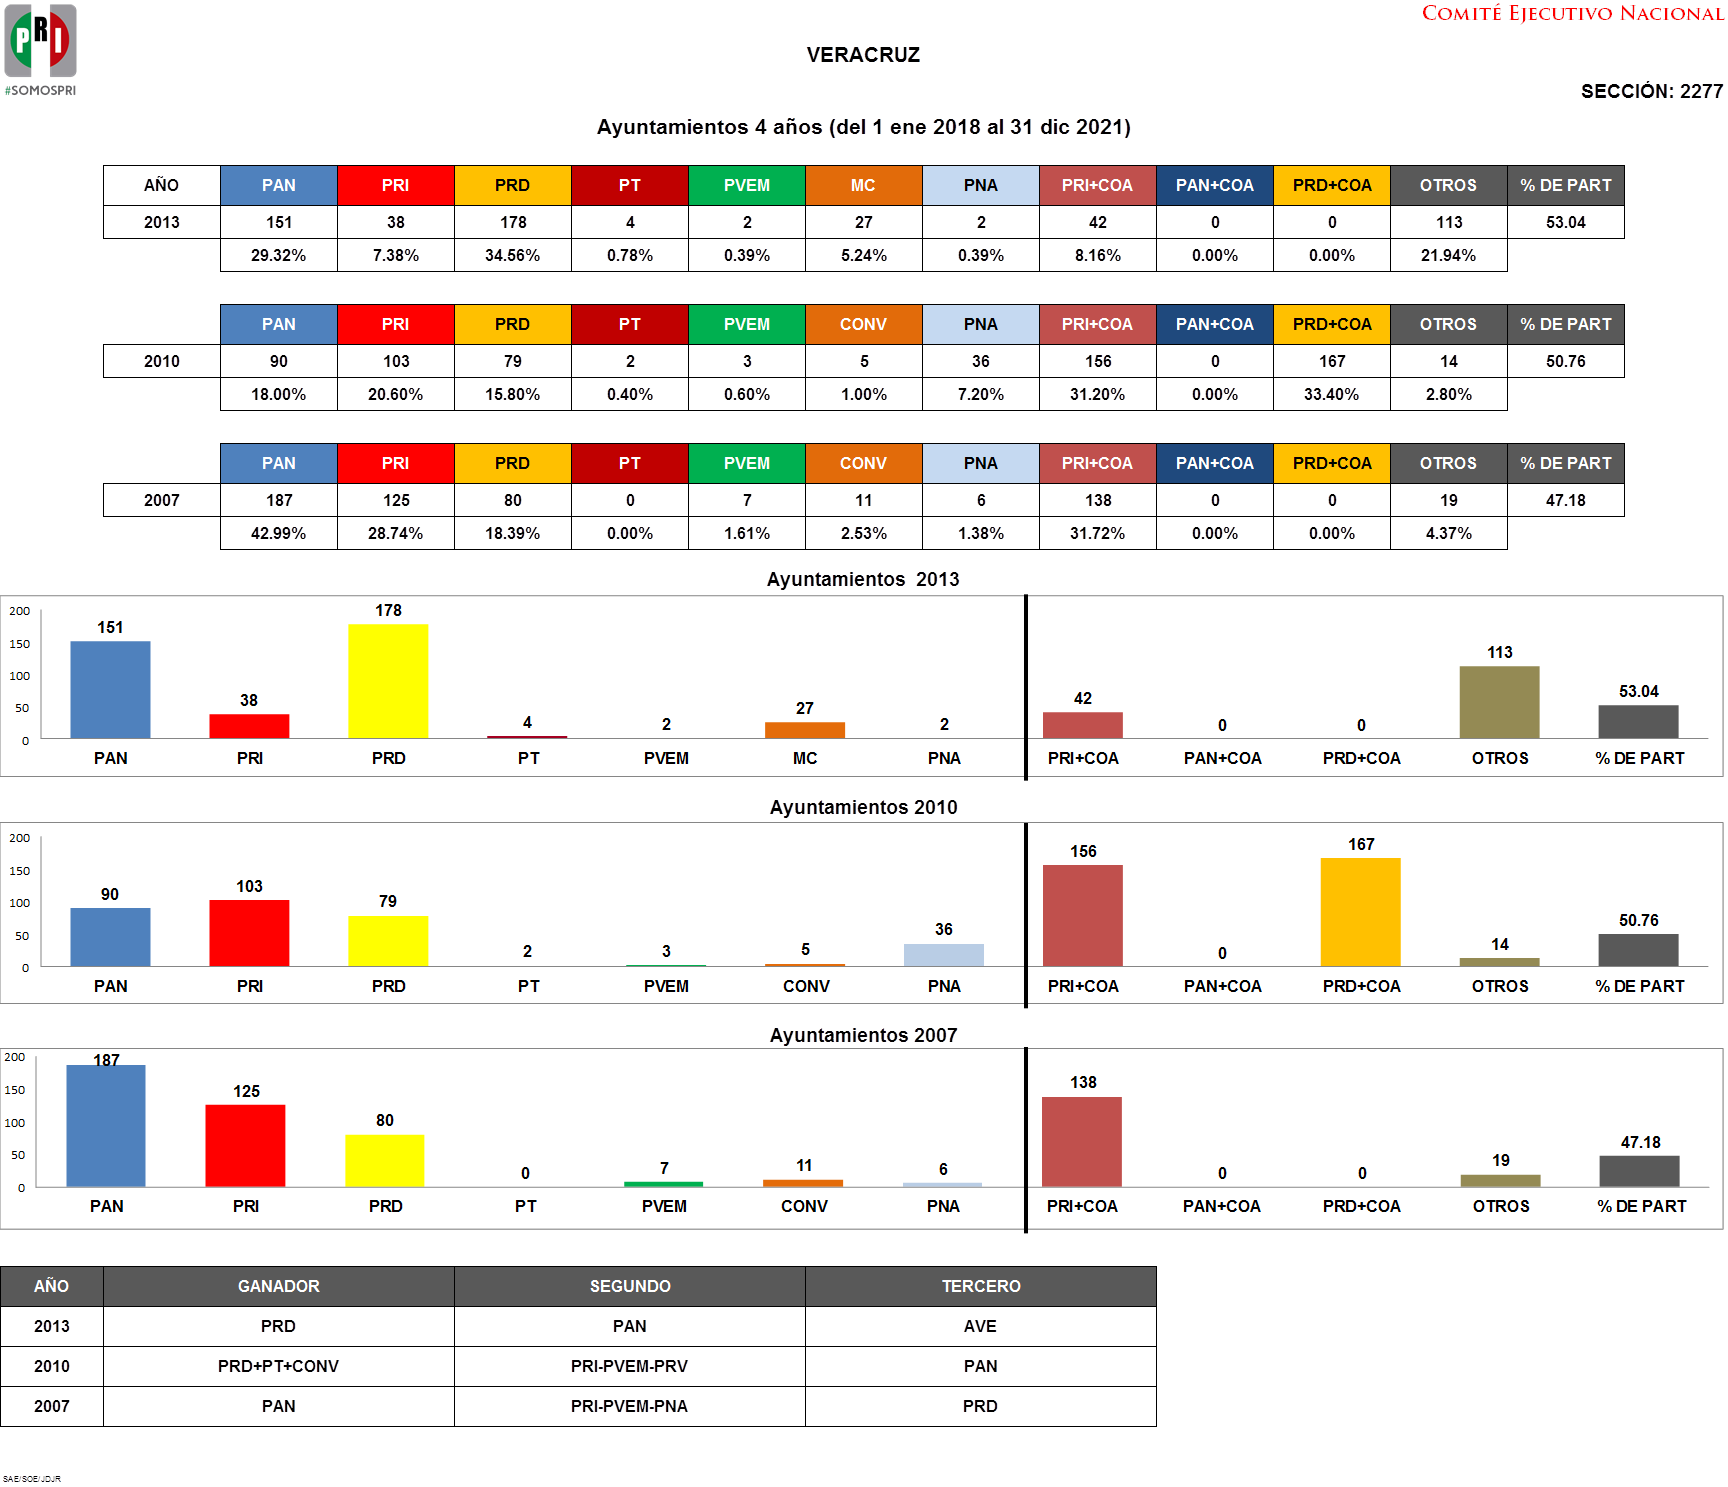 PRI
#SOMOSPRI
COMITÉ EJECUTIVO NACIONAL
VERACRUZ
SECCIÓN: 2277
Ayuntamientos 4 años (del 1 ene 2018 al 31 dic 2021)
AÑO PAN PRI PRD PT PVEM MC PNA PRI+COA PAN+COA PRD+COA OTROS % DE PART
2013 151 38 178 4 2 27 2 42 0 0 113 53.04
29.32% 7.38% 34.56% 0.78% 0.39% 5.24% 0.39% 8.16% 0.00% 0.00% 21.94%
PAN PRI PRD PT PVEM CONV PNA PRI+COA PAN+COA PRD+COA OTROS % DE PART
2010 90 103 79 2 3 5 36 156 0 167 14 50.76
18.00% 20.60% 15.80% 0.40% 0.60% 1.00% 7.20% 31.20% 0.00% 33.40% 2.80%
PAN PRI PRD PT PVEM CONV PNA PRI+COA PAN+COA PRD+COA OTROS % DE PART
2007 187 125 80 0 7 11 6 138 0 0 19 47.18
42.99% 28.74% 18.39% 0.00% 1.61% 2.53% 1.38% 31.72% 0.00% 0.00% 4.37%
Ayuntamientos 2013
200
150
100
50
0
151 38 178 4 2 27 2 42 0 0 113 53.04
PAN PRI PRD PT PVEM MC PNA PRI+COA PAN+COA PRD+COA OTROS % DE PART
Ayuntamientos 2010
200
150
100
50
0
90 103 79 2 3 5 36 156 0 167 14 50.76
PAN PRI PRD PT PVEM CONV PNA PRI+COA PAN+COA PRD+COA OTROS % DE PART
Ayuntamientos 2007
200
150
100
50
0
187 125 80 0 7 11 6 138 0 0 19 47.18
PAN PRI PRD PT PVEM CONV PNA PRI+COA PAN+COA PRD+COA OTROS % DE PART
AÑO GANADOR SEGUNDO TERCERO
2013 PRD PAN AVE
2010 PRD+PT+CONV PRI-PVEM-PRV PAN
2007 PAN PRI-PVEM-PNA PRD
SAE/SOE/JDJR